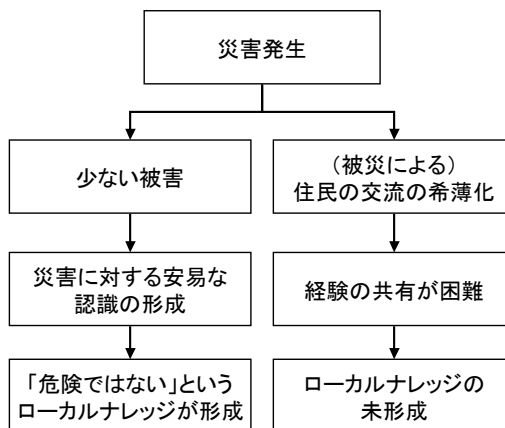 災害発生
少ない被害
（被災による）
住民の交流の希薄化
災害に対する安易な
認識の形成
経験の共有が困難
「危険ではない」という
ローカルナレッジが形成
ローカルナレッジの
未形成